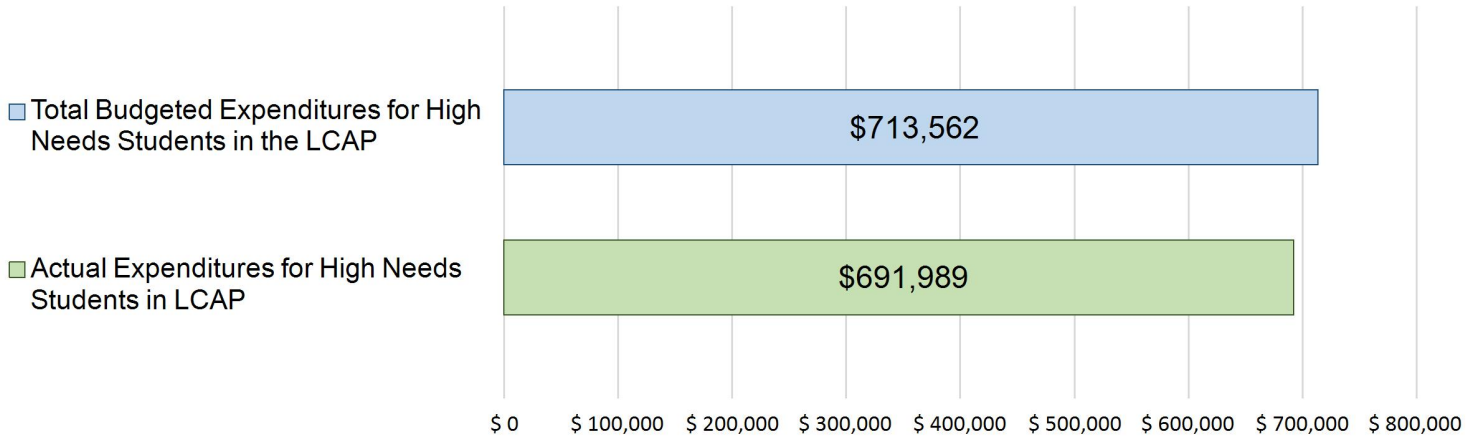 Total Budgeted Expenditures for High
Needs Students in the LCAP
$713,562
Actual Expenditures for High Needs
Students in LCAP
$691,989
$ 0 $ 100,000 $ 200,000 $ 300,000 $ 400,000 $ 500,000 $ 600,000 $ 700,000 $ 800,000